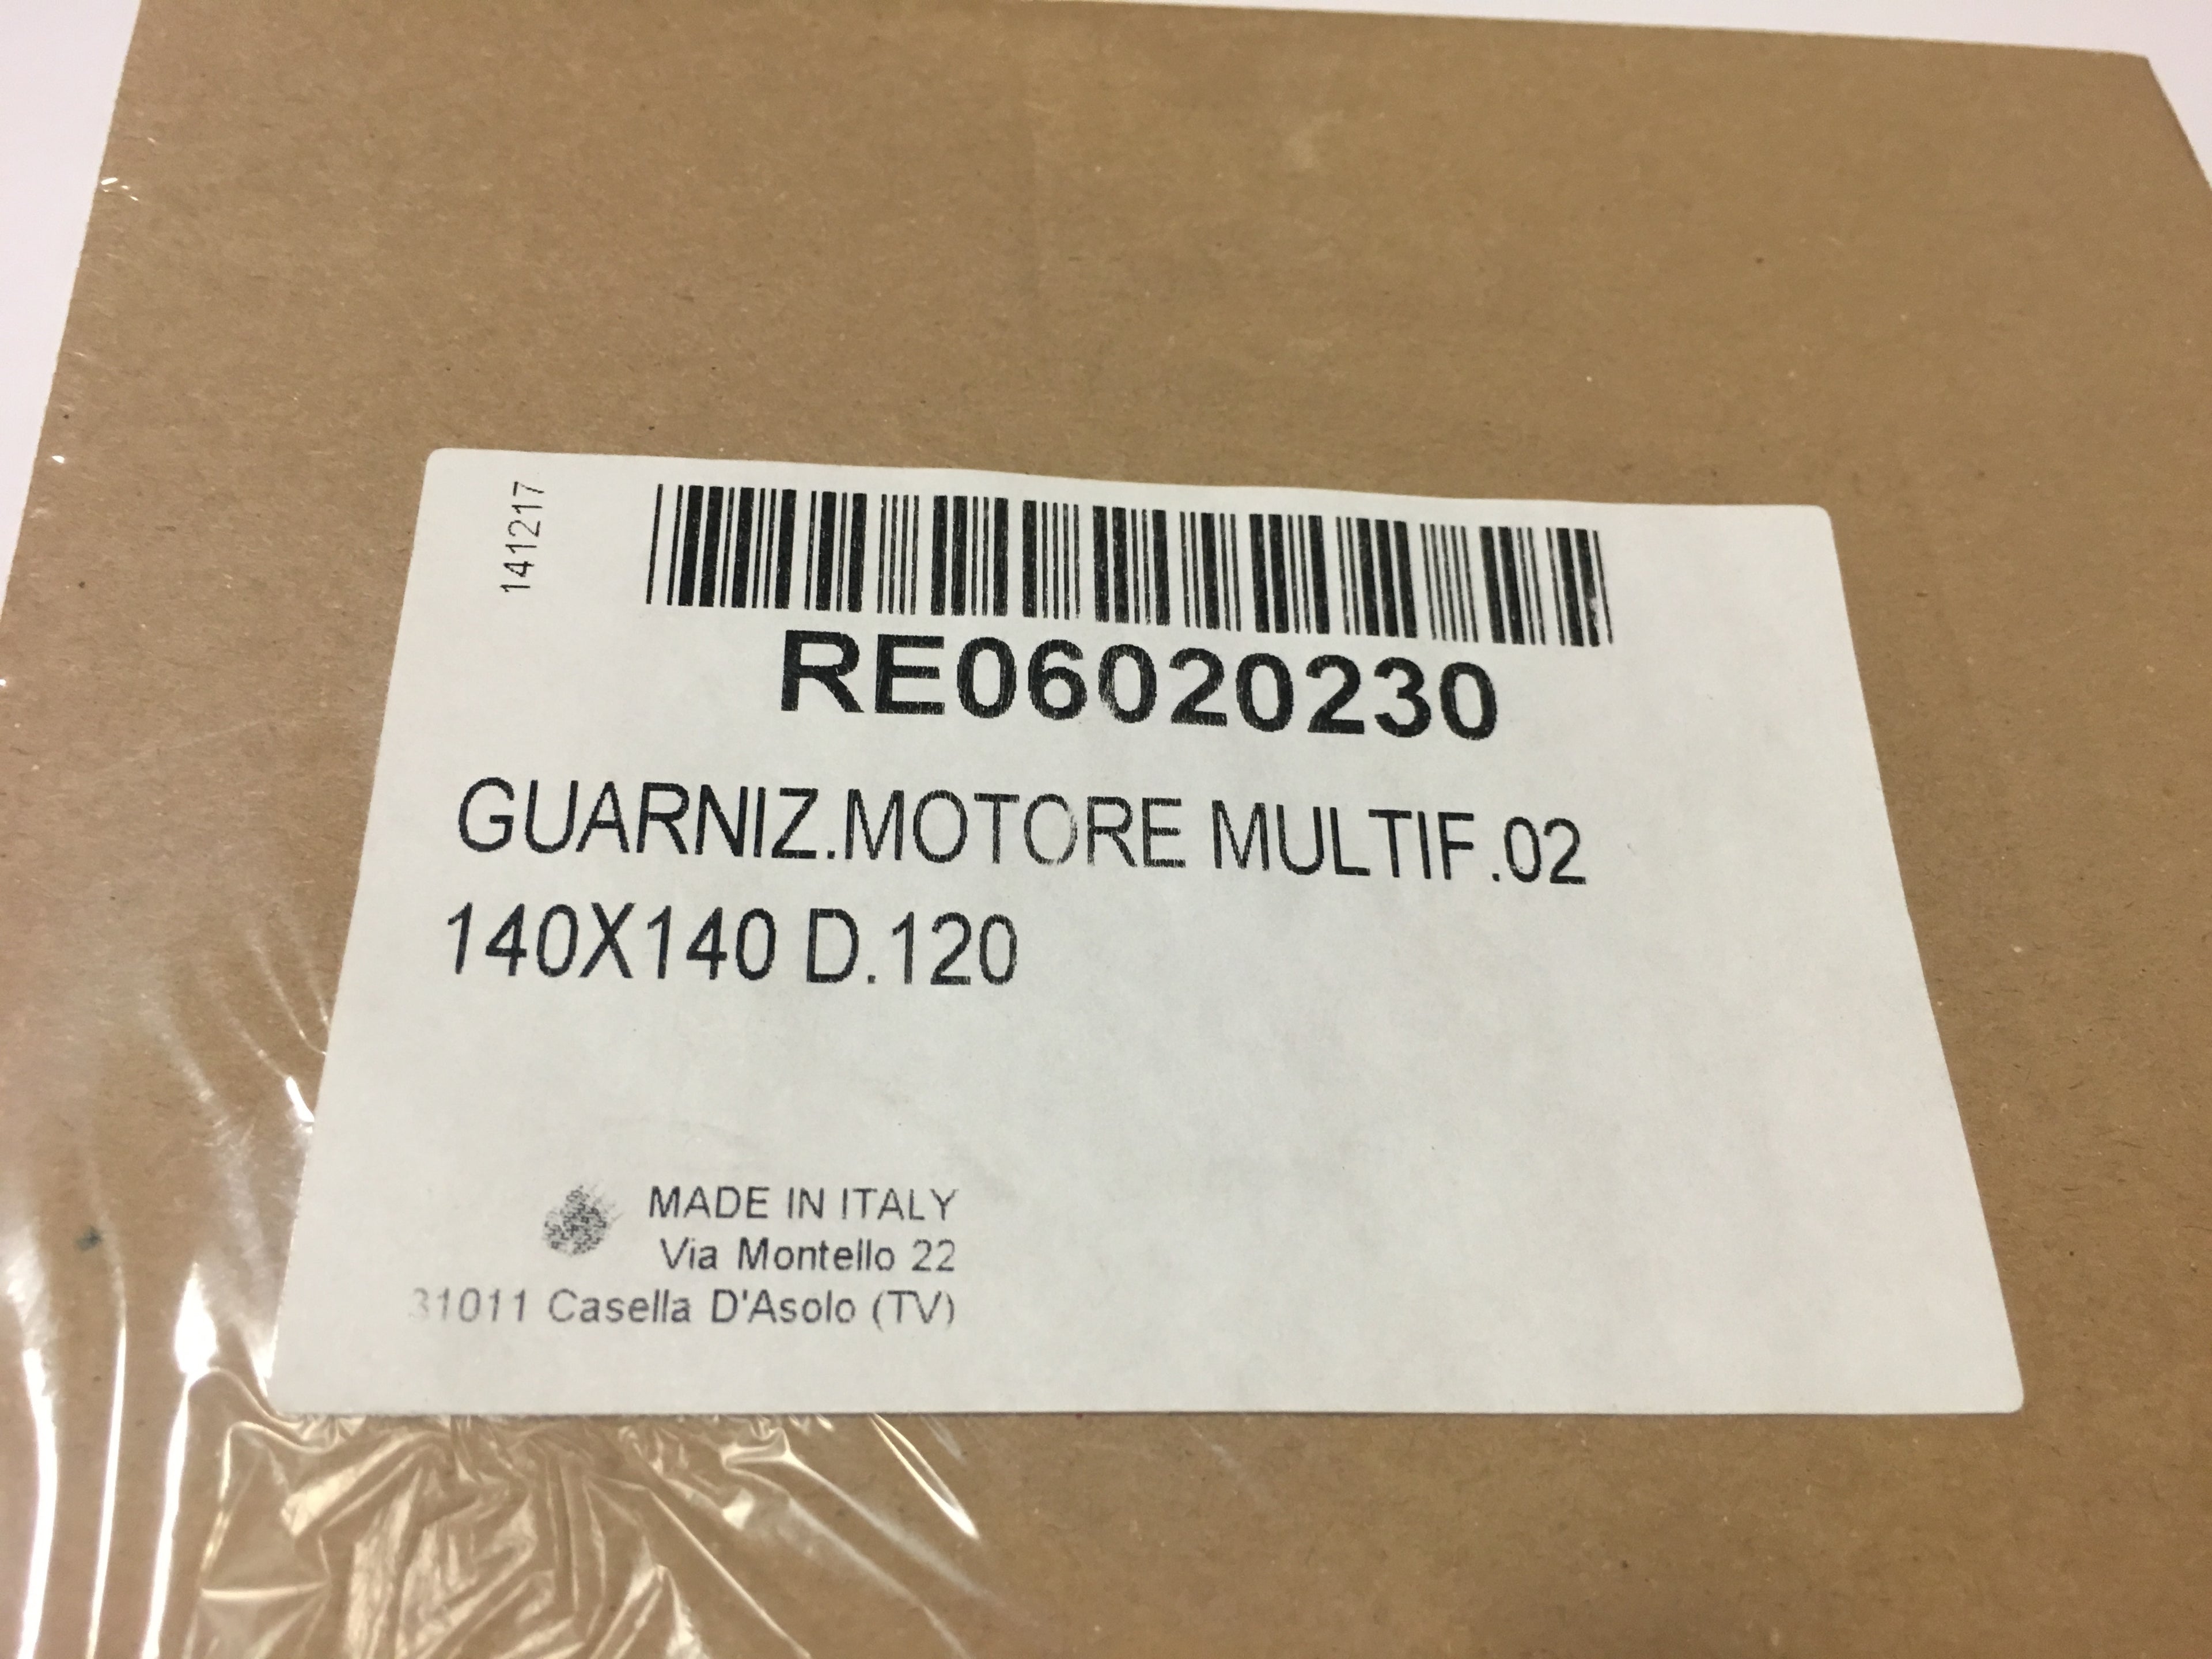 141217
RE06020230
GUARNIZ.MOTORE MULTIF.02
140X140 D.120
MADE IN ITALY
Via Montello 22
31011 Casella D'Asolo (TV)